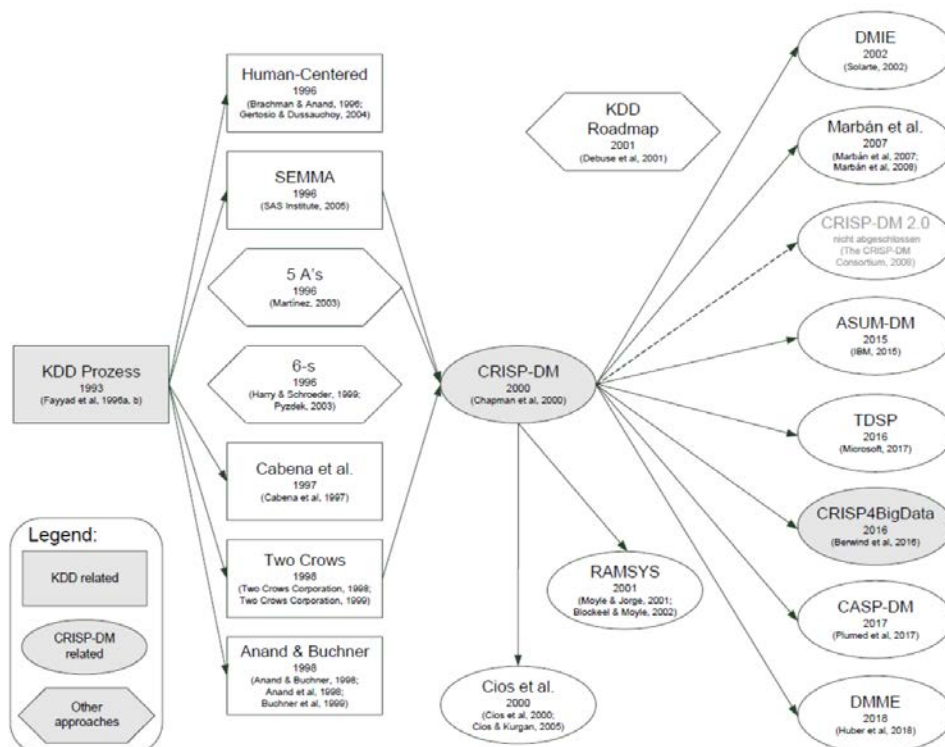 Human-Centered
1996
(Brachman & Anand, 1996;
Gertosio & Dussauchoy, 2004)
SEMMA
1996
(SAS Institute, 2005)
5 A's
1996
(Martínez, 2003)
6-s
1996
(Harry & Schroeder, 1999;
Pyzdek, 2003)
KDD Prozess
1993
(Fayyad et al, 1996a, b)
Cabena et al.
1997
(Cabena et al, 1997)
Two Crows
1998
(Two Crows Corporation, 1998;
Two Crows Corporation, 1999)
Anand & Buchner
1998
(Anand & Buchner, 1998;
Anand et al, 1998;
Buchner et al, 1999)
KDD
Roadmap
2001
(Debuse et al, 2001)
CRISP-DM
2000
(Chapman et al, 2000)
RAMSYS
2001
(Moyle & Jorge, 2001;
Blockeel & Moyle,
2002)
Cios et al.
2000
(Cios et al, 2000;
Cios & Kurgan, 2005)
DMIE
2002
(Solarte, 2002)
Marbán et al.
2007
(Marbán et al, 2007;
Marbán et al, 2008)
CRISP-DM 2.0
nicht abgeschlossen
(The CRISP-DM
Consortium, 2008)
ASUM-DM
2015
(IBM, 2015)
TDSP
2016
(Microsoft, 2017)
CRISP4BigData
2016
(Berwind et al, 2016)
CASP-DM
2017
(Plumed et al, 2017)
DMME
2018
(Huber et al, 2018)
Legend:
KDD related
CRISP-DM
related
Other
approaches